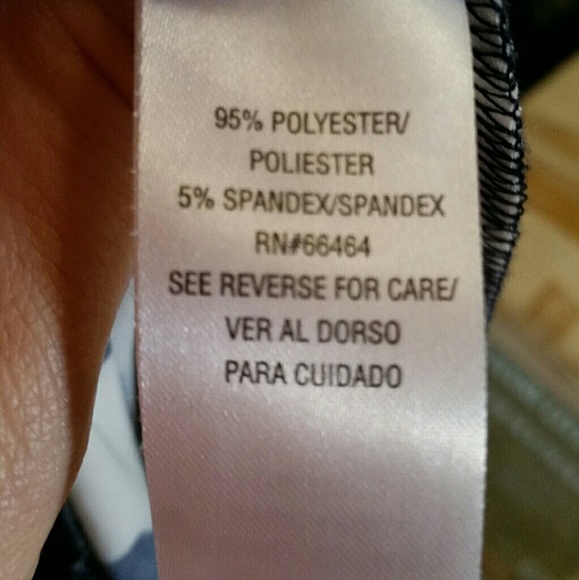 95% POLYESTER/
POLIESTER
5% SPANDEX/SPANDEX
RN#66464
SEE REVERSE FOR CARE/
VER AL DORSO
PARA CUIDADO